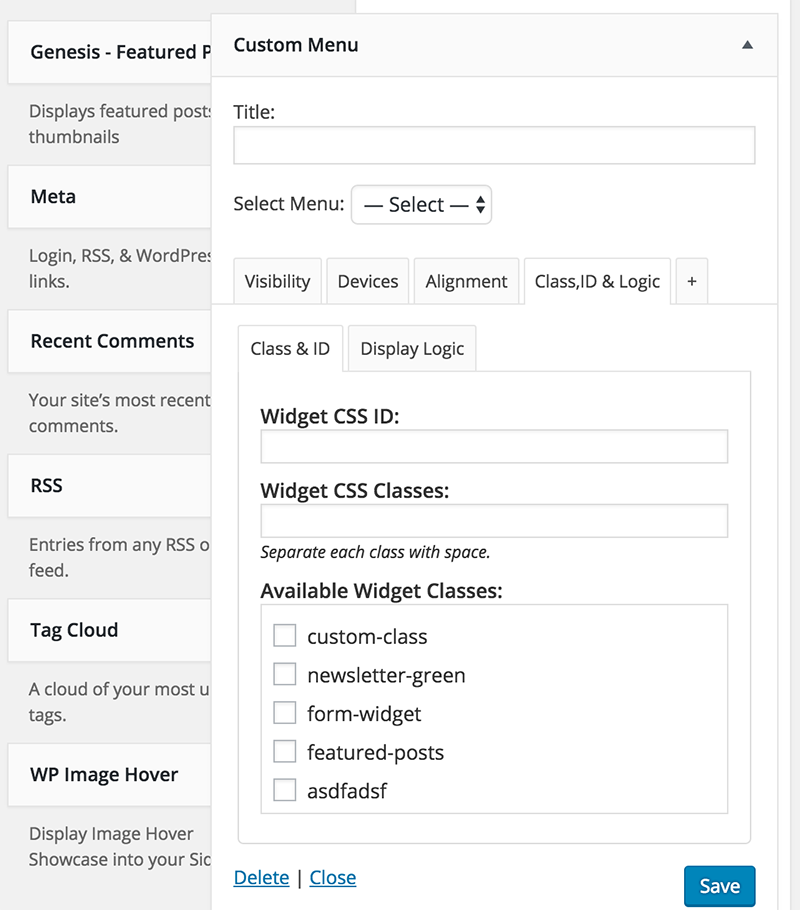 Genesis - Featured P
Displays featured posts
thumbnails
Meta
Login, RSS, & WordPres
links.
Recent Comments
Your site's most recent
comments.
RSS
Entries from any RSS o
feed.
Tag Cloud
A cloud of your most u
tags.
WP Image Hover
Display Image Hover
Showcase into your Sid
Custom Menu
Title:
Select Menu: — Select —
Visibility Devices Alignment Class,ID & Logic +
Class & ID Display Logic
Widget CSS ID:
Widget CSS Classes:
Separate each class with space.
Available Widget Classes:
custom-class
newsletter-green
form-widget
featured-posts
asdfadsf
Delete | Close
Save